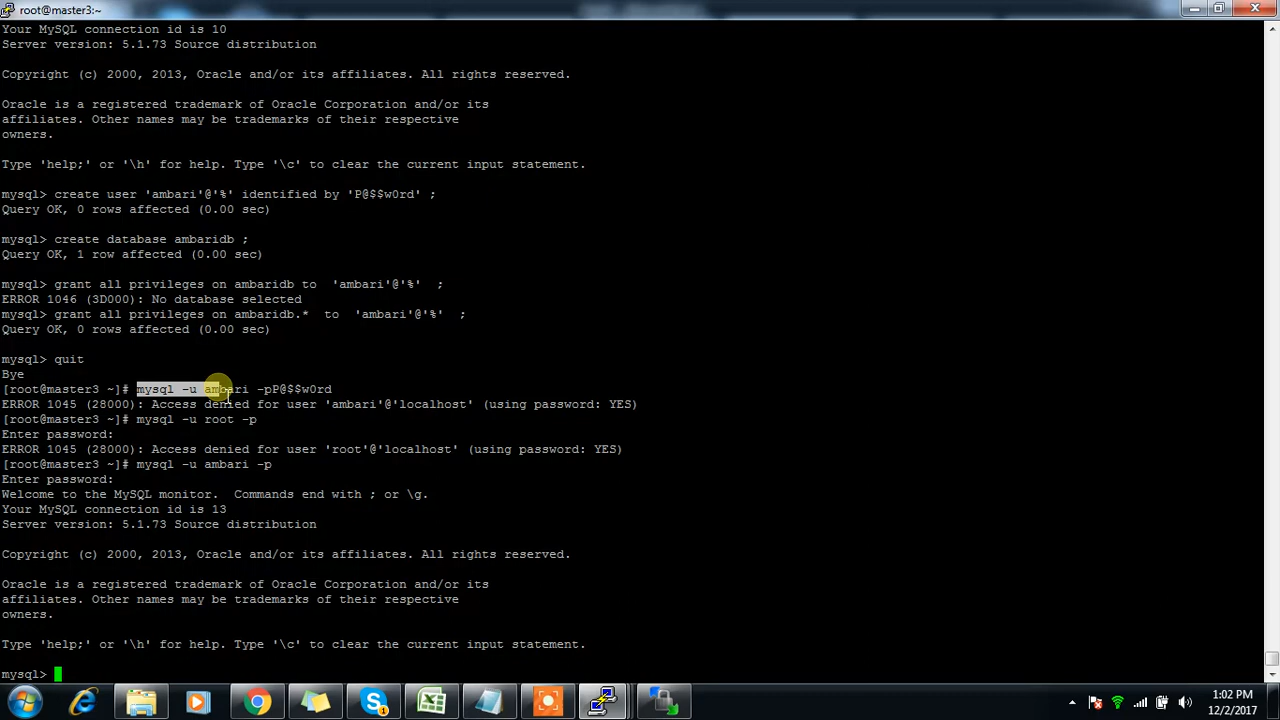 root@master3:~
Your MySQL connection id is 10
Server version: 5.1.73 Source distribution
Copyright (c) 2000, 2013, Oracle and/or its affiliates. All rights reserved.
Oracle is a registered trademark of Oracle Corporation and/or its
affiliates. Other names may be trademarks of their respective
owners.
Type 'help;' or '\h' for help. Type '\c' to clear the current input statement.
mysql> create user 'ambari'@'%' identified by 'P@$$w0rd' ;
Query OK, 0 rows affected (0.00 sec)
mysql> create database ambaridb ;
Query OK, 1 row affected (0.00 sec)
mysql> grant all privileges on ambaridb to  'ambari'@'%'  ;
ERROR 1046 (3D000): No database selected
mysql> grant all privileges on ambaridb.*  to  'ambari'@'%'  ;
Query OK, 0 rows affected (0.00 sec)
mysql> quit
Bye
[root@master3 ~]# mysql -u ambari -pP@$$w0rd
ERROR 1045 (28000): Access denied for user 'ambari'@'localhost' (using password: YES)
[root@master3 ~]# mysql -u root -p
Enter password:
ERROR 1045 (28000): Access denied for user 'root'@'localhost' (using password: YES)
[root@master3 ~]# mysql -u ambari -p
Enter password:
Welcome to the MySQL monitor.  Commands end with ; or \g.
Your MySQL connection id is 13
Server version: 5.1.73 Source distribution
Copyright (c) 2000, 2013, Oracle and/or its affiliates. All rights reserved.
Oracle is a registered trademark of Oracle Corporation and/or its
affiliates. Other names may be trademarks of their respective
owners.
Type 'help;' or '\h' for help. Type '\c' to clear the current input statement.
mysql>
1:02 PM
12/2/2017